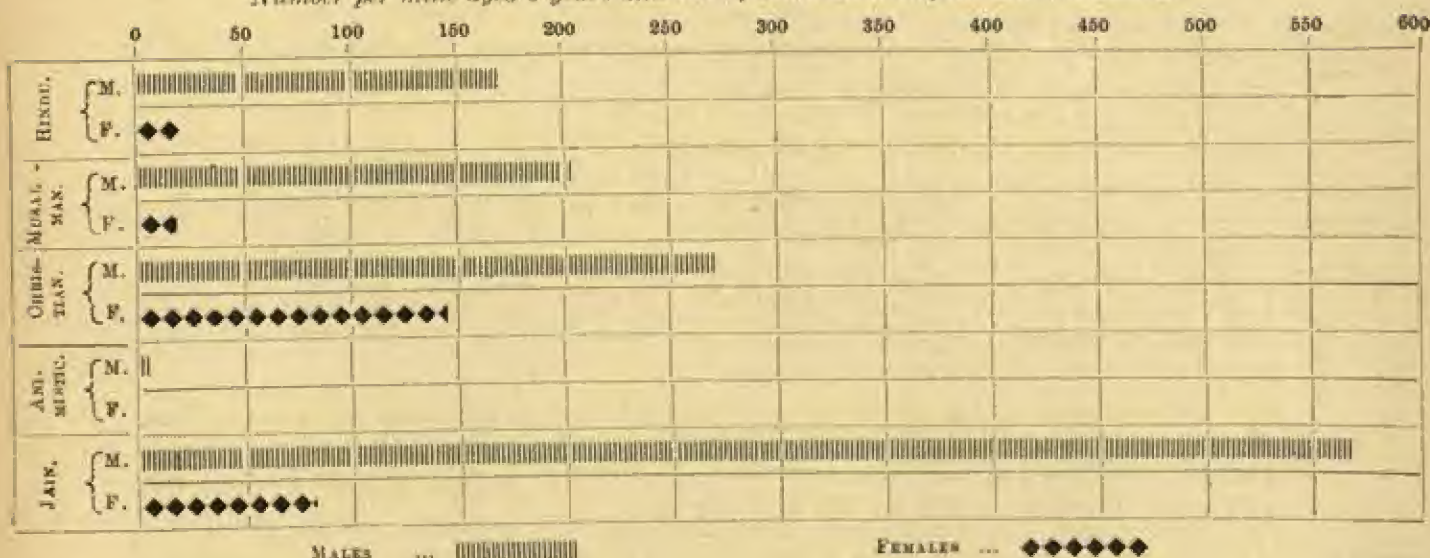 0 50 100 150 200 250 300 350 400 450 500 550 600
HINDU.
M.
F.
MUSAL-
MAN.
M.
F.
CHRIS-
TIAN.
M.
F.
ANI-
MISTIC.
M.
F.
JAIN.
M.
F.
MALES ... FEMALES ...